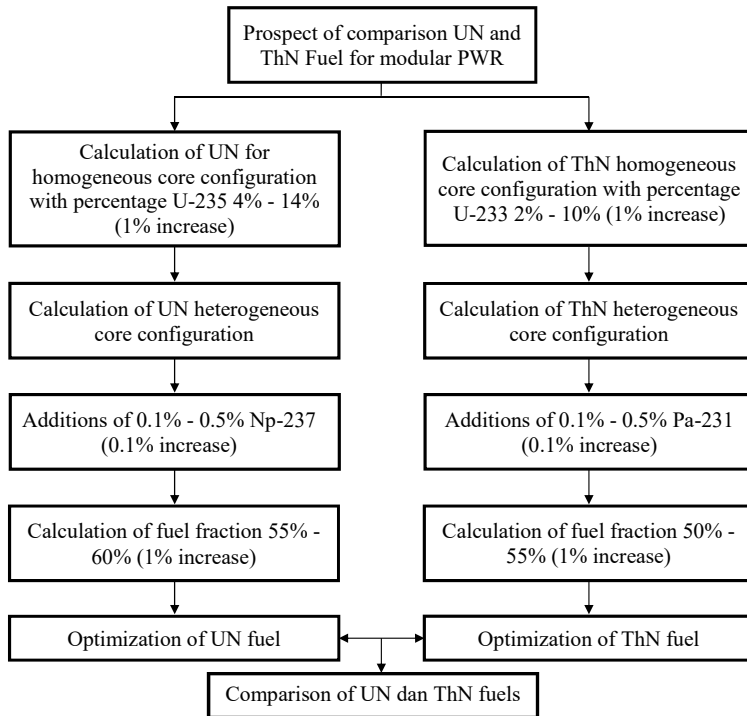 Prospect of comparison UN and
ThN Fuel for modular PWR
Calculation of UN for
homogeneous core configuration
with percentage U-235 4% - 14%
(1% increase)
Calculation of ThN homogeneous
core configuration with percentage
U-233 2% - 10% (1% increase)
Calculation of UN heterogeneous
core configuration
Calculation of ThN heterogeneous
core configuration
Additions of 0.1% - 0.5% Np-237
(0.1% increase)
Additions of 0.1% - 0.5% Pa-231
(0.1% increase)
Calculation of fuel fraction 55% -
60% (1% increase)
Calculation of fuel fraction 50% -
55% (1% increase)
Optimization of UN fuel
Optimization of ThN fuel
Comparison of UN dan ThN fuels